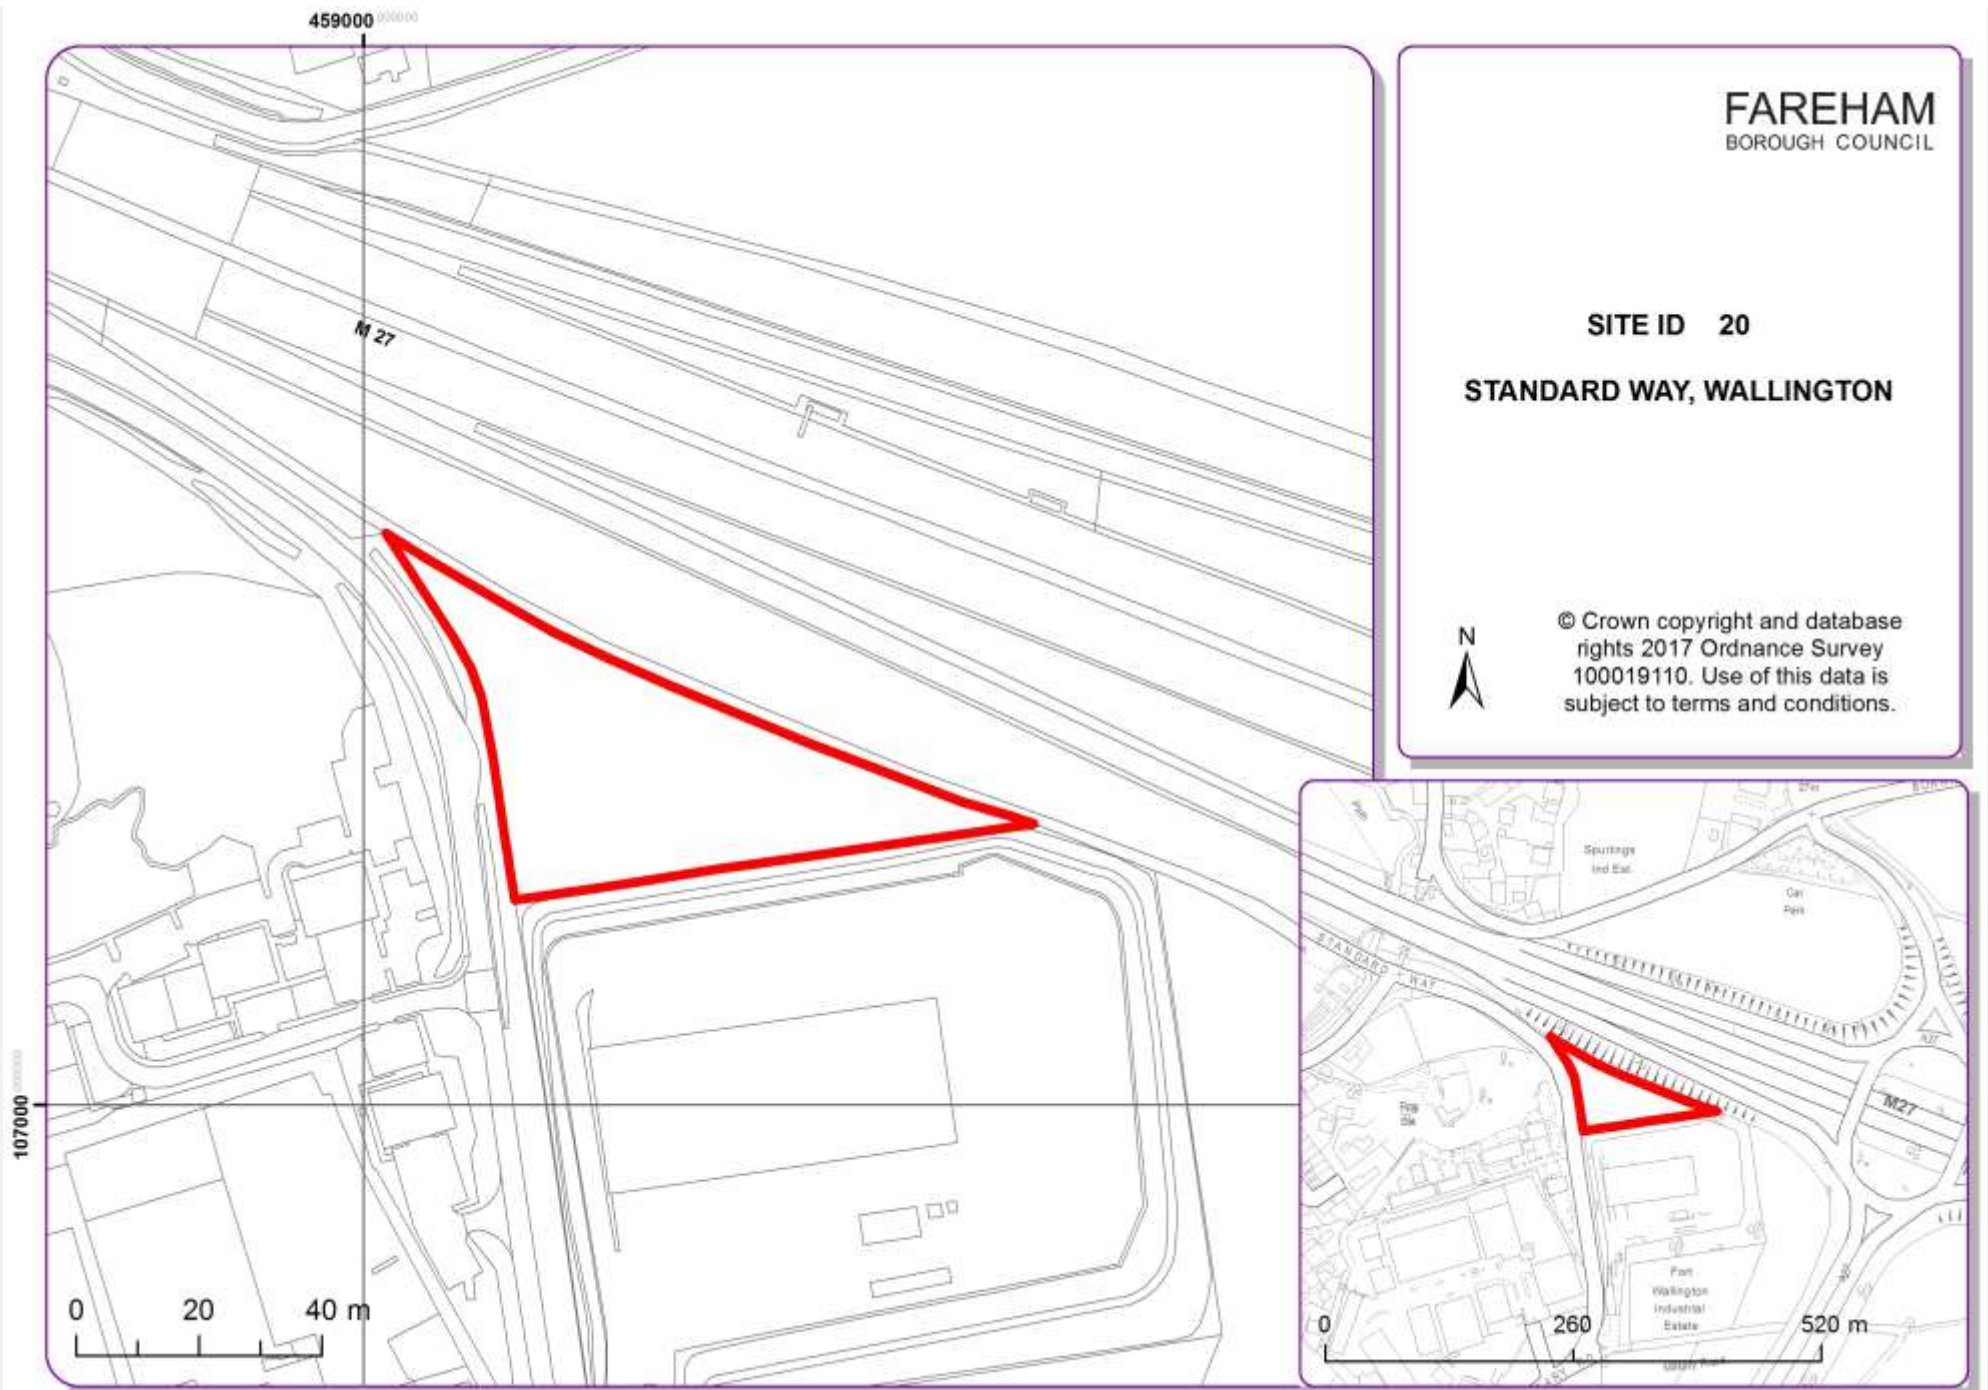 459000
M 27
107000
0 20 40 m
FAREHAM
BOROUGH COUNCIL
SITE ID 20
STANDARD WAY, WALLINGTON
N
© Crown copyright and database
rights 2017 Ordnance Survey
100019110. Use of this data is
subject to terms and conditions.
Spurlings
Ind Est
Car
Park
STANDARD WAY
M27
Fort
Wallington
Industrial
Estate
0 260 520 m